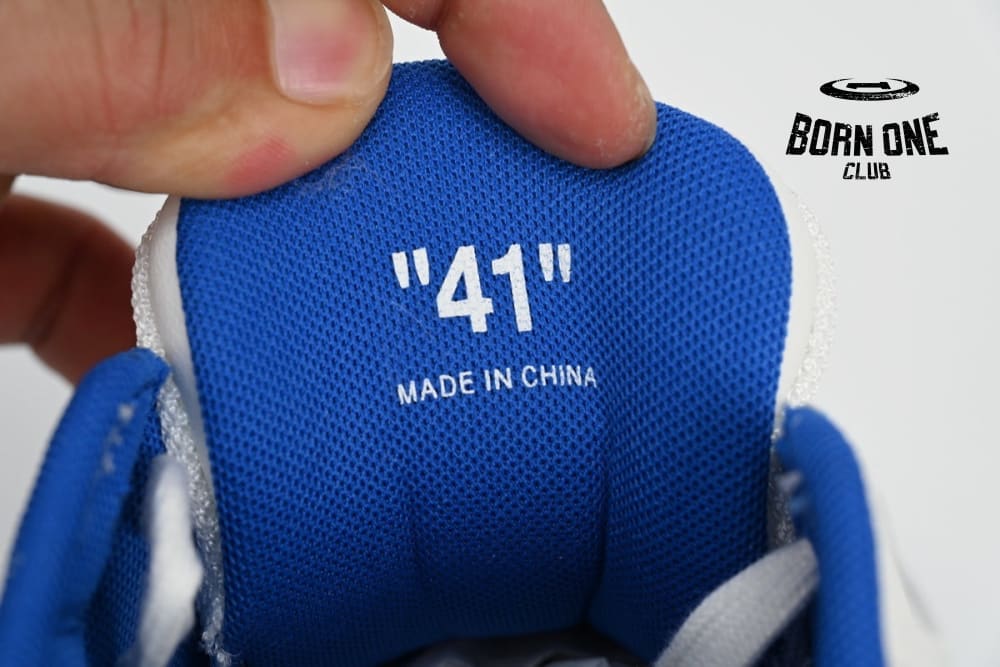 BORN ONE
CLUB
"41"
MADE IN CHINA